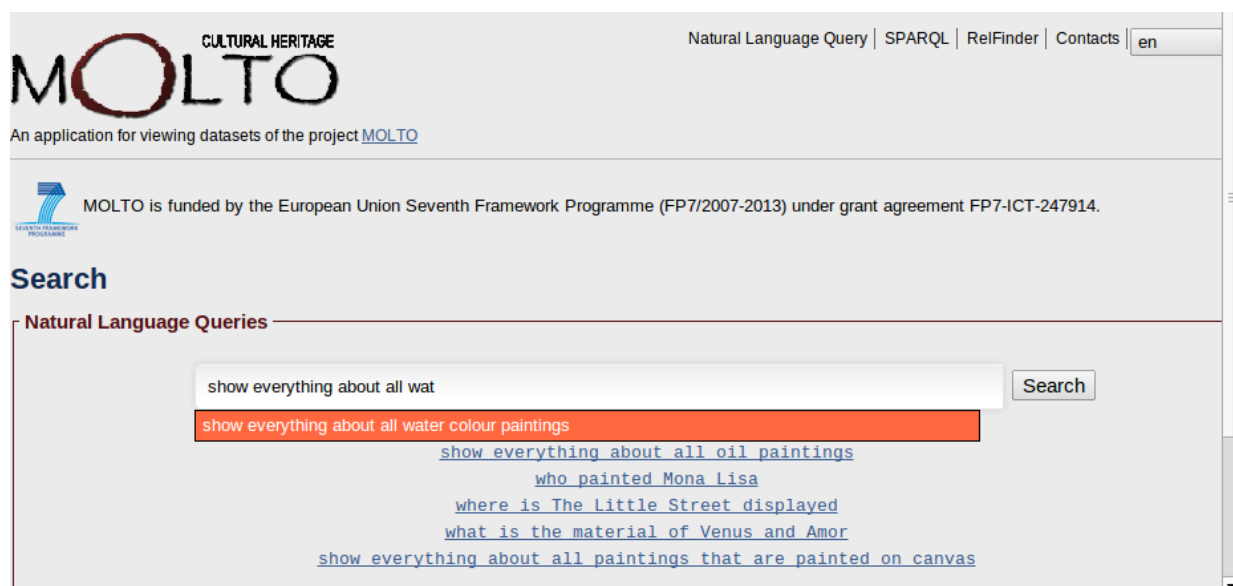 CULTURAL HERITAGE
MOLTO
Natural Language Query | SPARQL | RelFinder | Contacts | en
An application for viewing datasets of the project MOLTO
7
SEVENTH FRAMEWORK
PROGRAMME
MOLTO is funded by the European Union Seventh Framework Programme (FP7/2007-2013) under grant agreement FP7-ICT-247914.
Search
Natural Language Queries
show everything about all wat
Search
show everything about all water colour paintings
show everything about all oil paintings
who painted Mona Lisa
where is The Little Street displayed
what is the material of Venus and Amor
show everything about all paintings that are painted on canvas